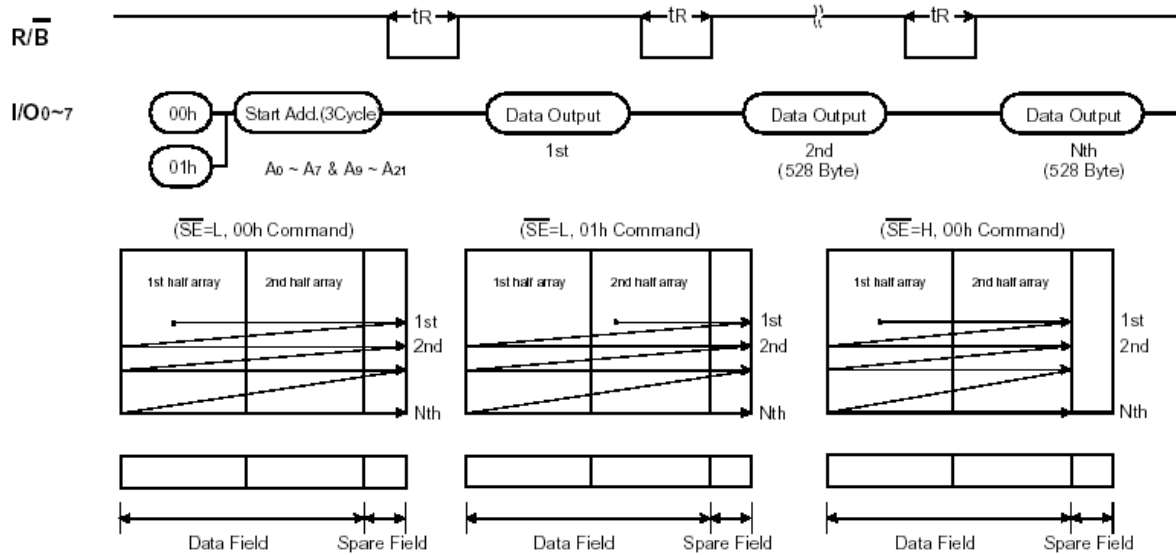 R/B tR tR tR
I/O0~7 00h Start Add.(3Cycle) Data Output Data Output Data Output
01h A0 ~ A7 & A9 ~ A21 1st 2nd Nth
(528 Byte) (528 Byte)
(SE=L, 00h Command) (SE=L, 01h Command) (SE=H, 00h Command)
1st half array 2nd half array 1st half array 2nd half array 1st half array 2nd half array
1st 1st 1st
2nd 2nd 2nd
Nth Nth Nth
Data Field Spare Field Data Field Spare Field Data Field Spare Field